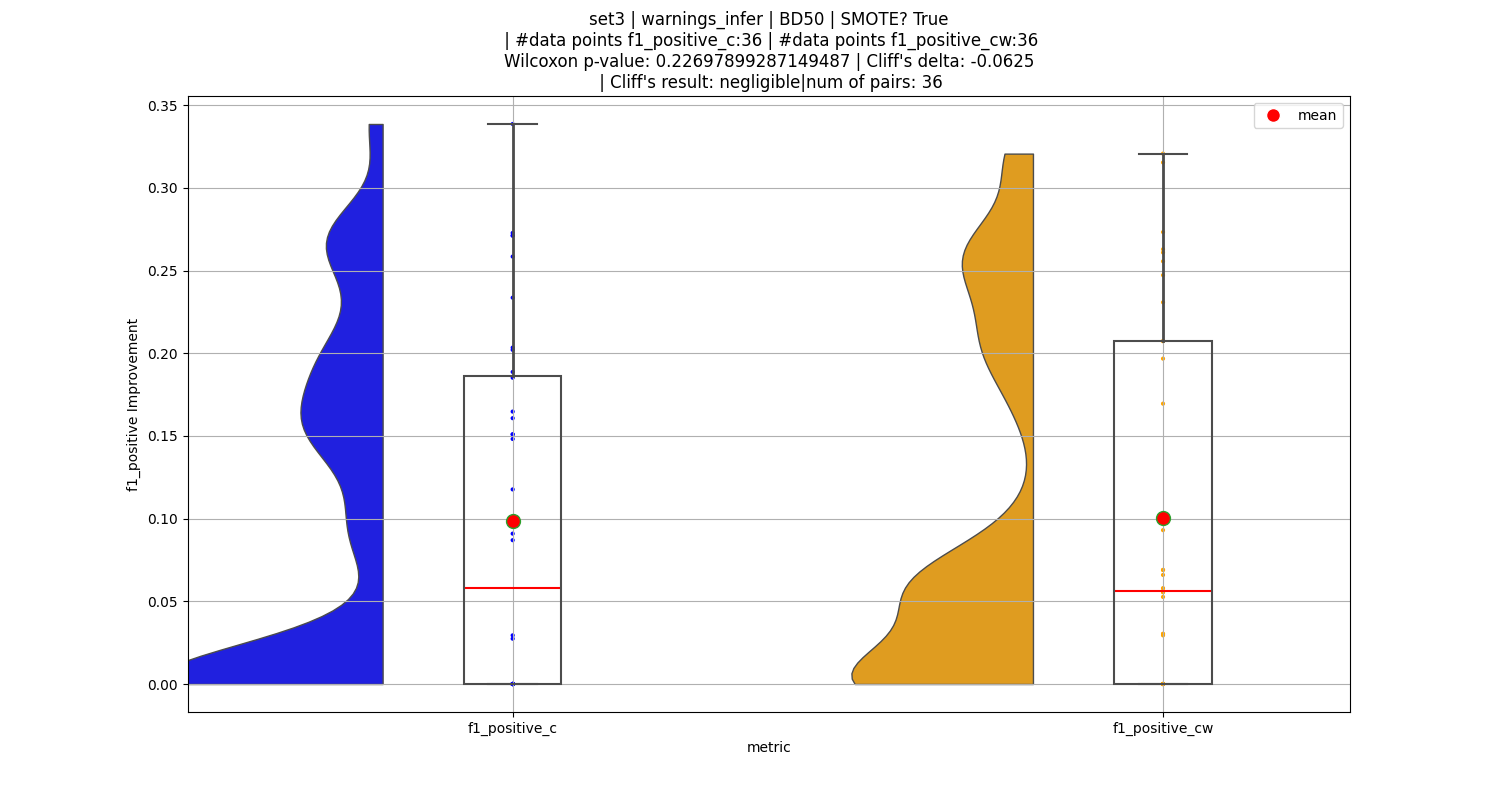 set3 | warnings_infer | BD50 | SMOTE? True
| #data points f1_positive_c:36 | #data points f1_positive_cw:36
Wilcoxon p-value: 0.22697899287149487 | Cliff's delta: -0.0625
| Cliff's result: negligible|num of pairs: 36
mean
0.35
0.30
0.25
0.20
0.15
0.10
0.05
0.00
f1_positive Improvement
f1_positive_c
f1_positive_cw
metric